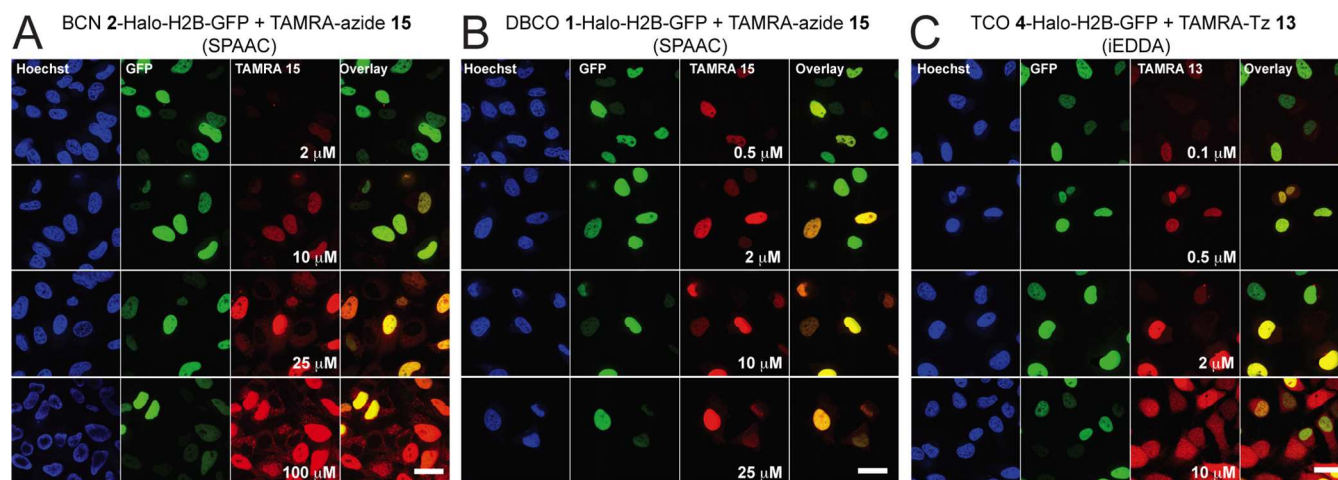 A
BCN 2-Halo-H2B-GFP + TAMRA-azide 15
(SPAAC)
Hoechst GFP TAMRA 15 Overlay
2 μM
10 μM
25 μM
100 μM
B
DBCO 1-Halo-H2B-GFP + TAMRA-azide 15
(SPAAC)
Hoechst GFP TAMRA 15 Overlay
0.5 μM
2 μM
10 μM
25 μM
C
TCO 4-Halo-H2B-GFP + TAMRA-Tz 13
(iEDDA)
Hoechst GFP TAMRA 13 Overlay
0.1 μM
0.5 μM
2 μM
10 μM